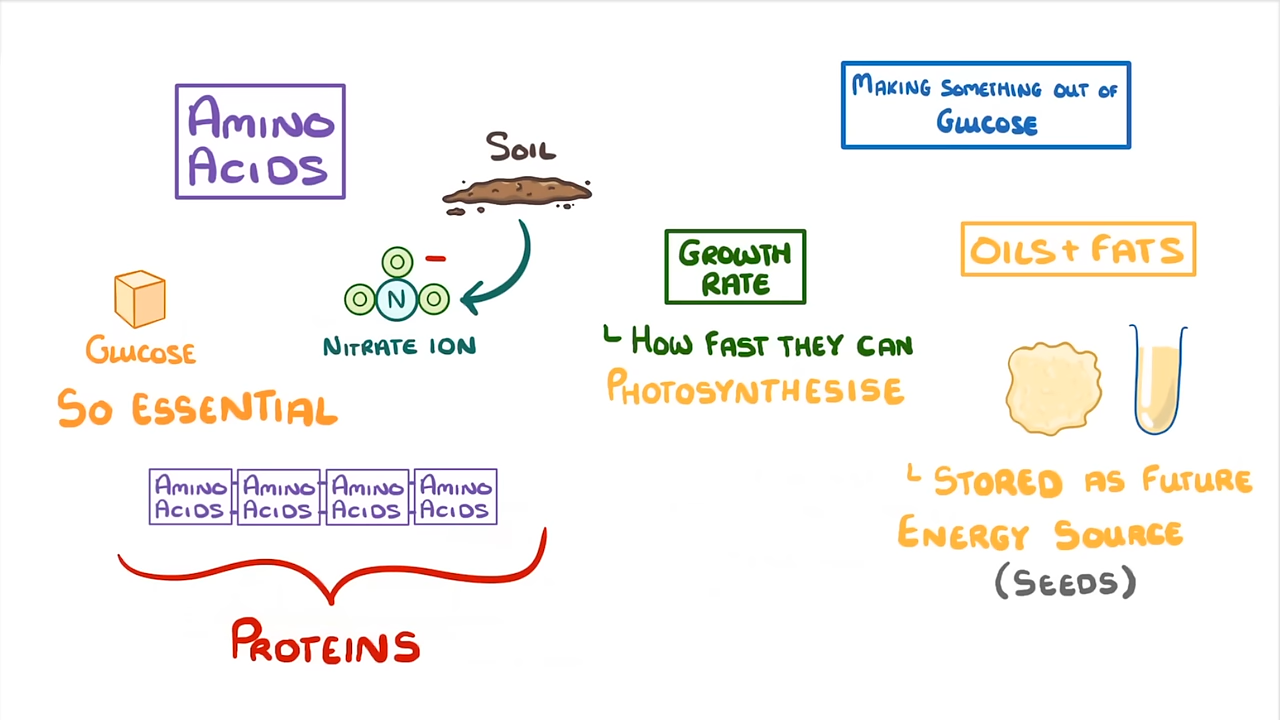 AMINO
ACIDS
SOIL
O
O N O
GLUCOSE
NITRATE ION
SO ESSENTIAL
AMINO ACIDS
AMINO ACIDS
AMINO ACIDS
AMINO ACIDS
PROTEINS
GROWTH
RATE
HOW FAST THEY CAN
PHOTOSYNTHESISE
MAKING SOMETHING OUT OF
GLUCOSE
OILS + FATS
STORED AS FUTURE
ENERGY SOURCE
(SEEDS)